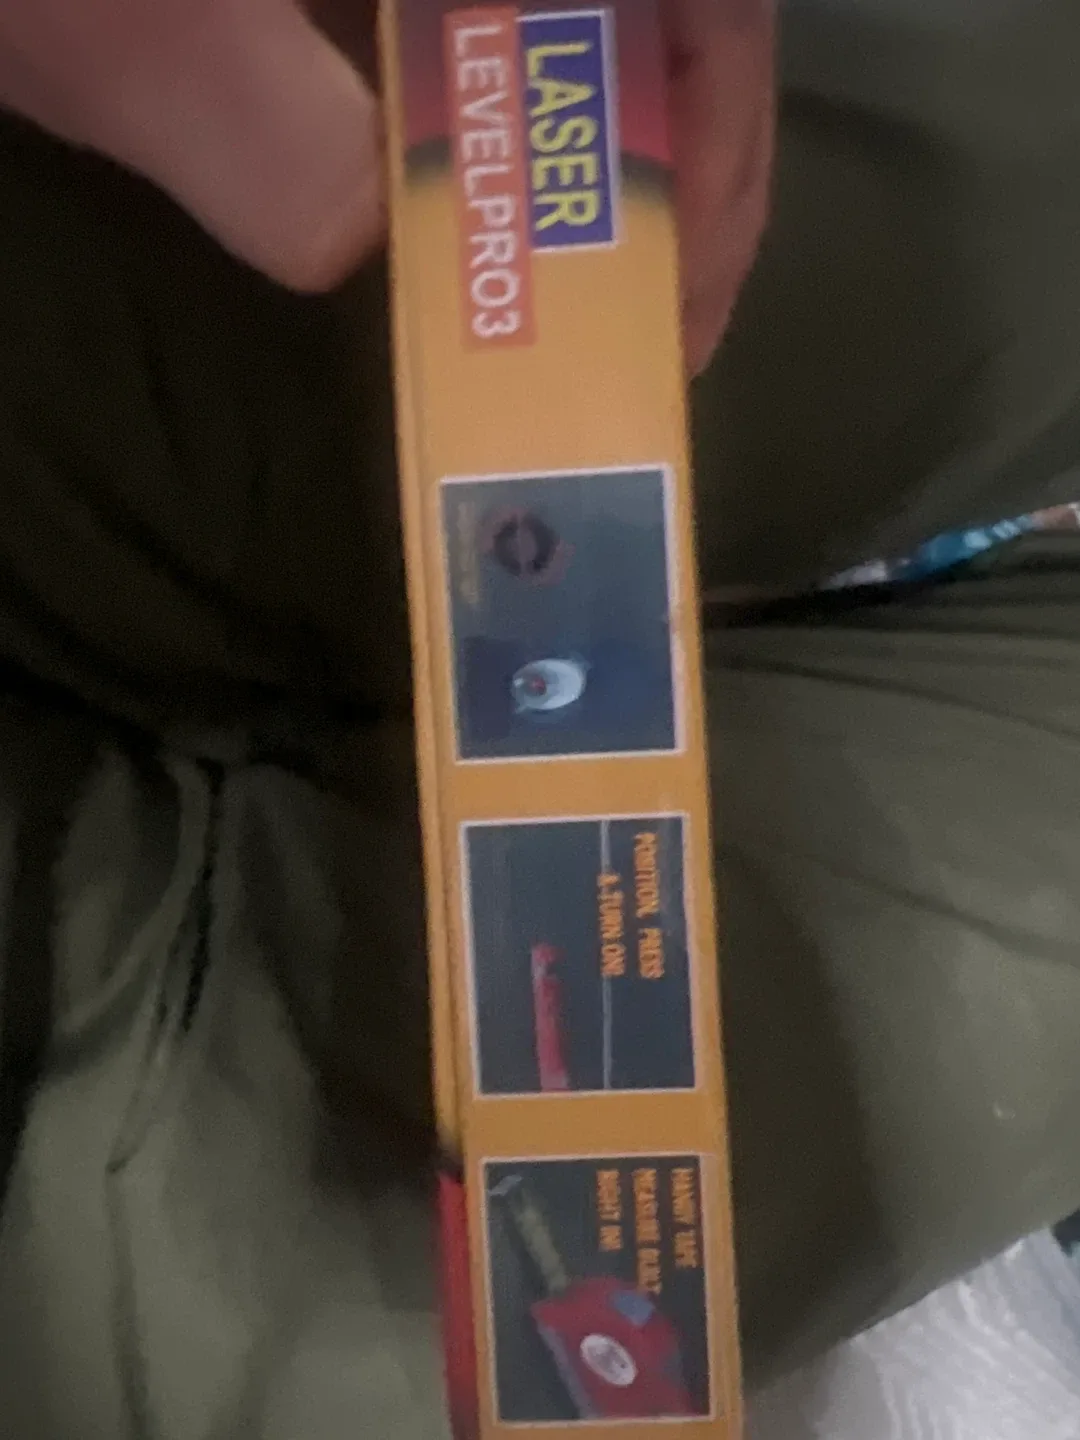 LASER
LEVELPRO3
POSITION, PRESS
& TURN ON!
HANDY TAPE
MEASURE BUILT
RIGHT IN!